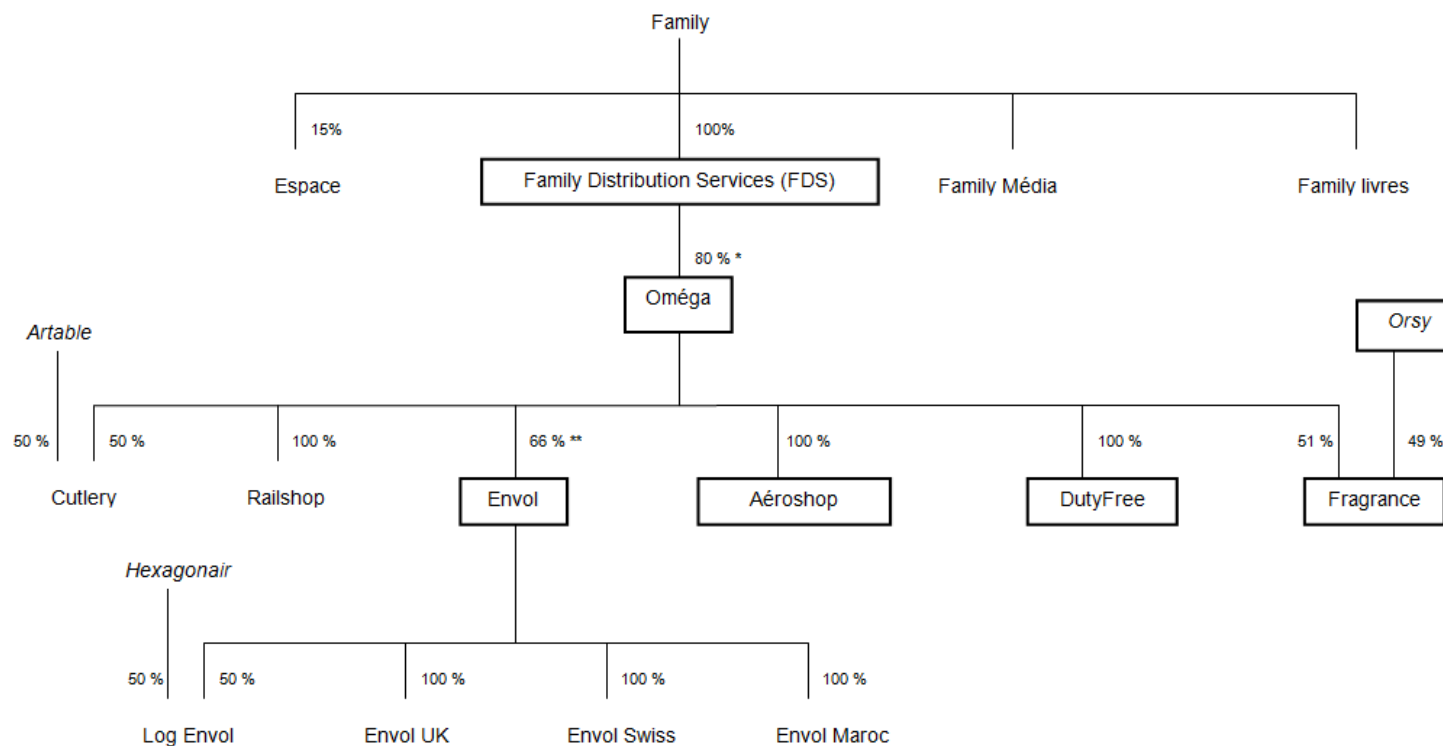 Family
15%
100%
Espace
Family Distribution Services (FDS)
Family Média
Family livres
80 % *
Oméga
Artable
Orsy
50 %
50 %
100 %
66 % **
100 %
100 %
51 %
49 %
Cutlery
Railshop
Envol
Aéroshop
DutyFree
Fragrance
Hexagonair
50 %
50 %
100 %
100 %
100 %
Log Envol
Envol UK
Envol Swiss
Envol Maroc